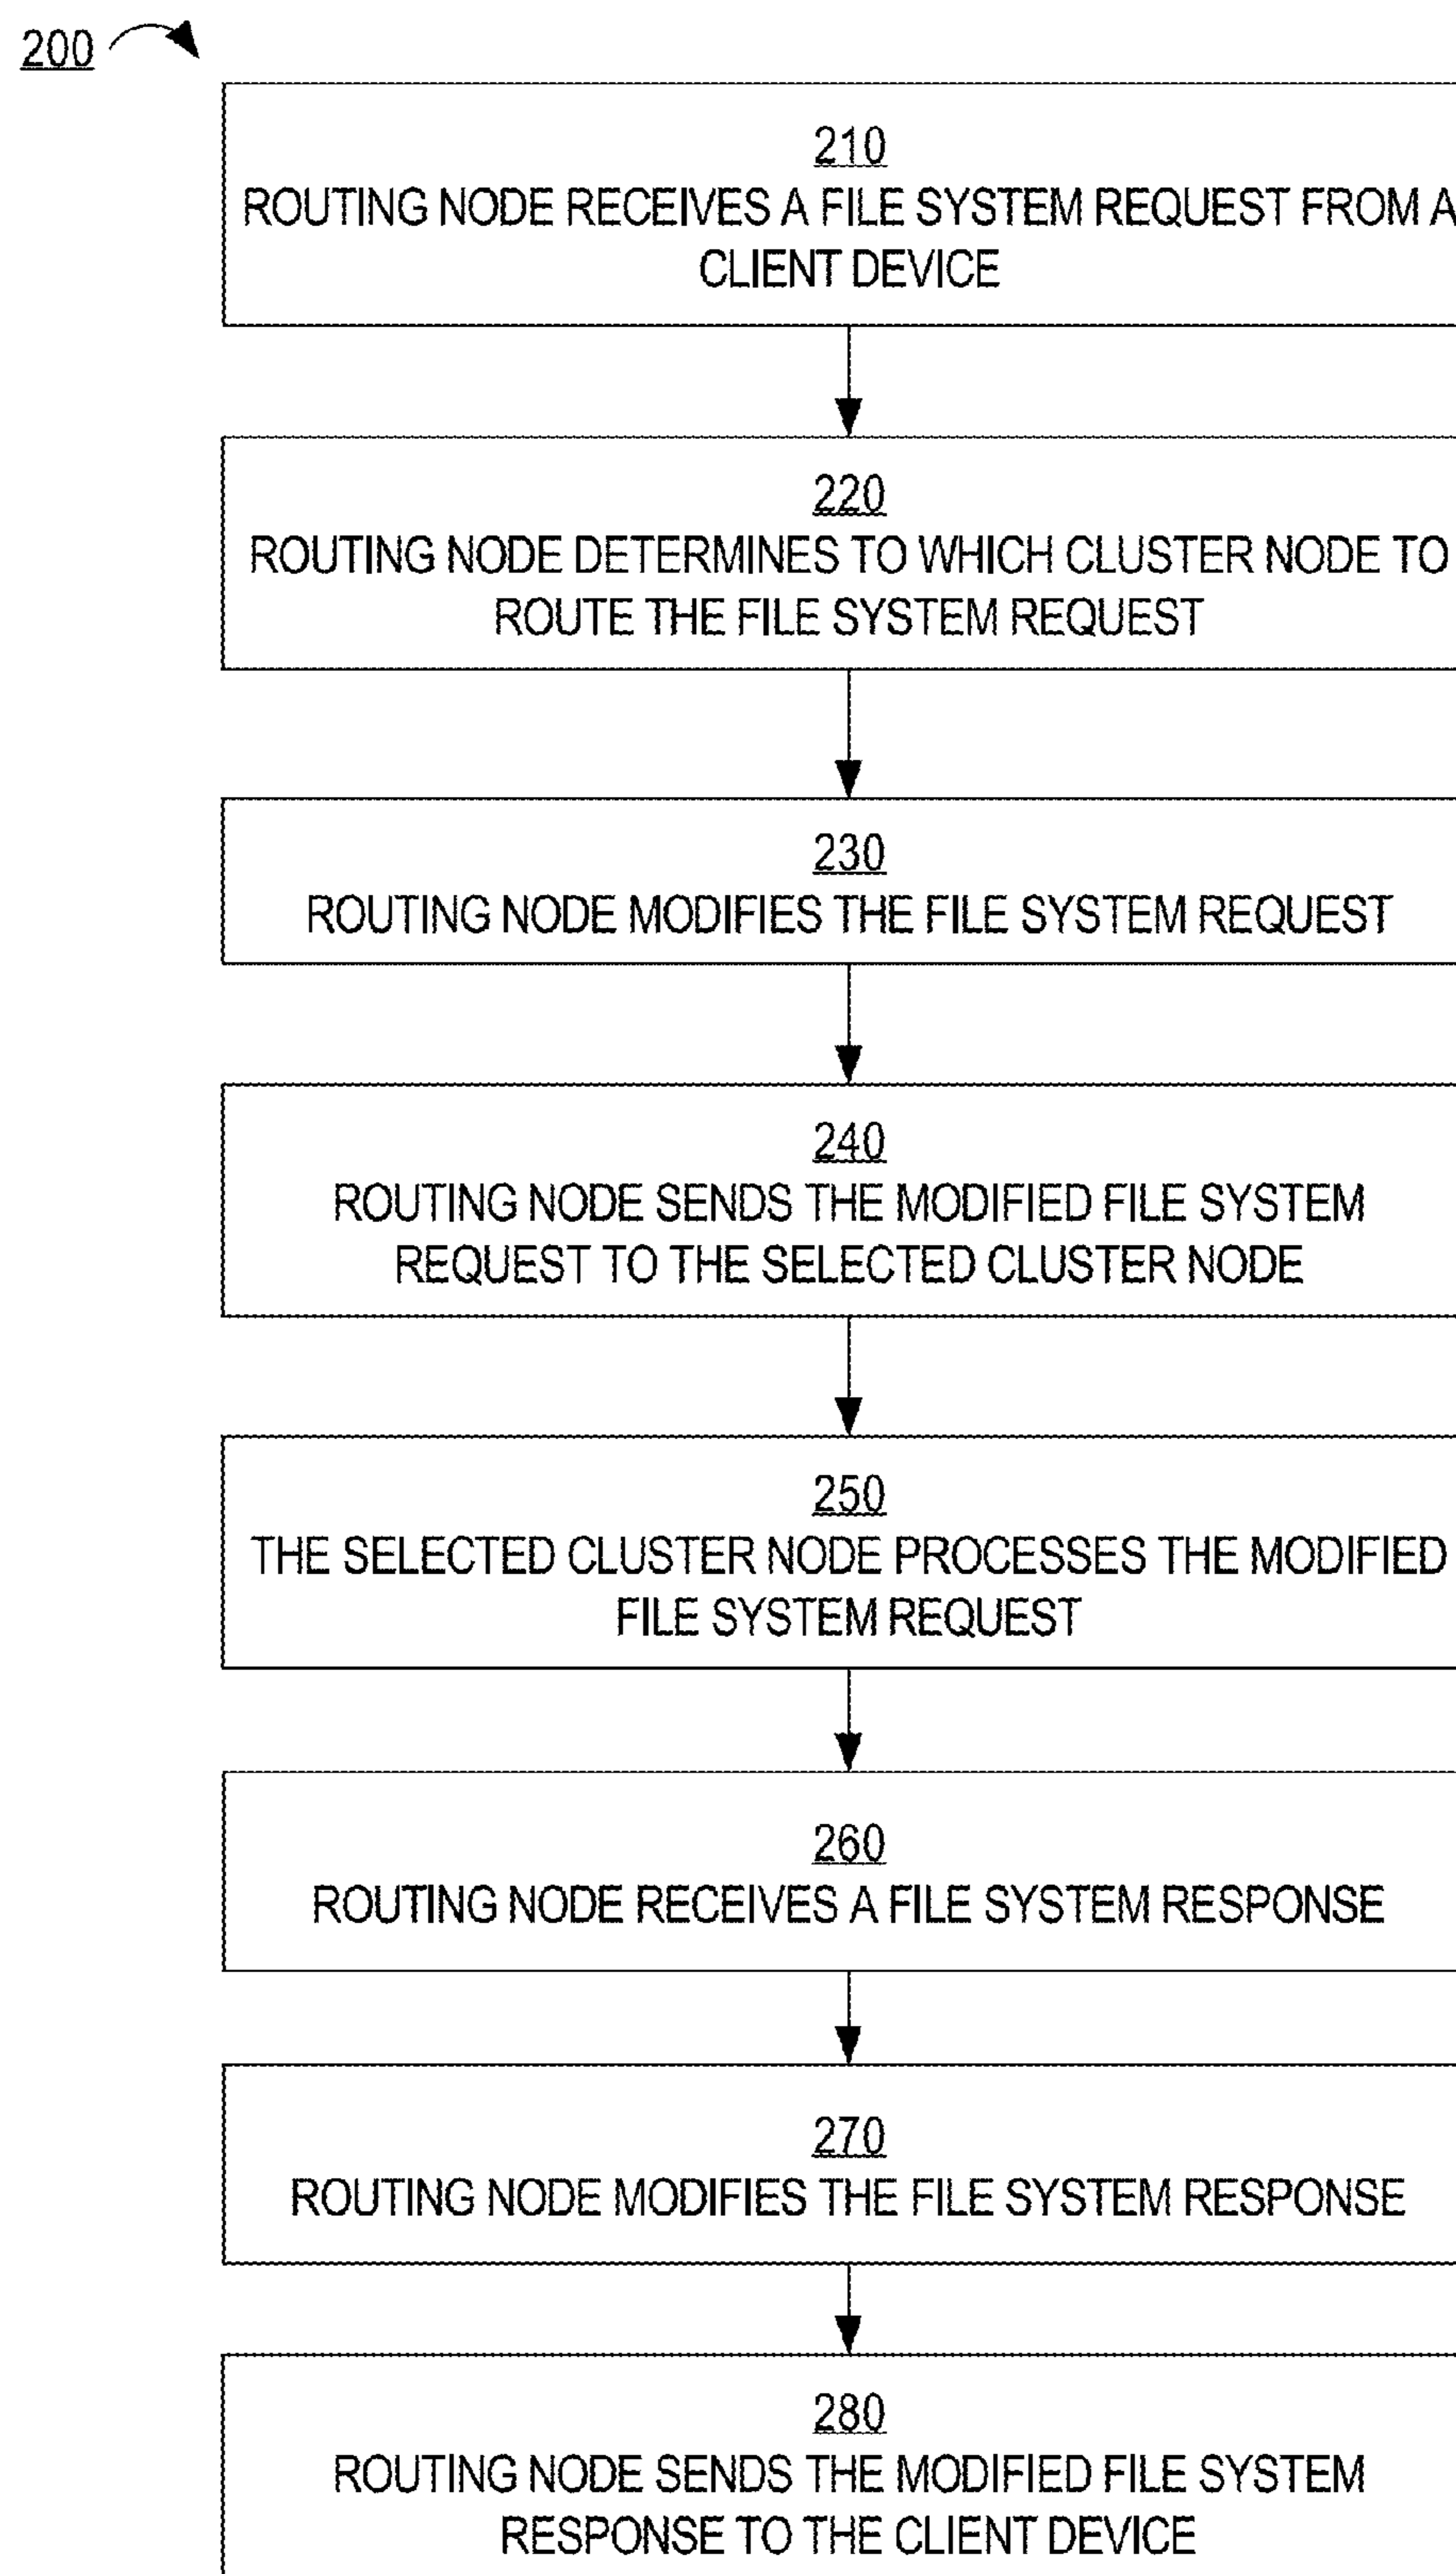 200
210
ROUTING NODE RECEIVES A FILE SYSTEM REQUEST FROM A
CLIENT DEVICE
220
ROUTING NODE DETERMINES TO WHICH CLUSTER NODE TO
ROUTE THE FILE SYSTEM REQUEST
230
ROUTING NODE MODIFIES THE FILE SYSTEM REQUEST
240
ROUTING NODE SENDS THE MODIFIED FILE SYSTEM
REQUEST TO THE SELECTED CLUSTER NODE
250
THE SELECTED CLUSTER NODE PROCESSES THE MODIFIED
FILE SYSTEM REQUEST
260
ROUTING NODE RECEIVES A FILE SYSTEM RESPONSE
270
ROUTING NODE MODIFIES THE FILE SYSTEM RESPONSE
280
ROUTING NODE SENDS THE MODIFIED FILE SYSTEM
RESPONSE TO THE CLIENT DEVICE